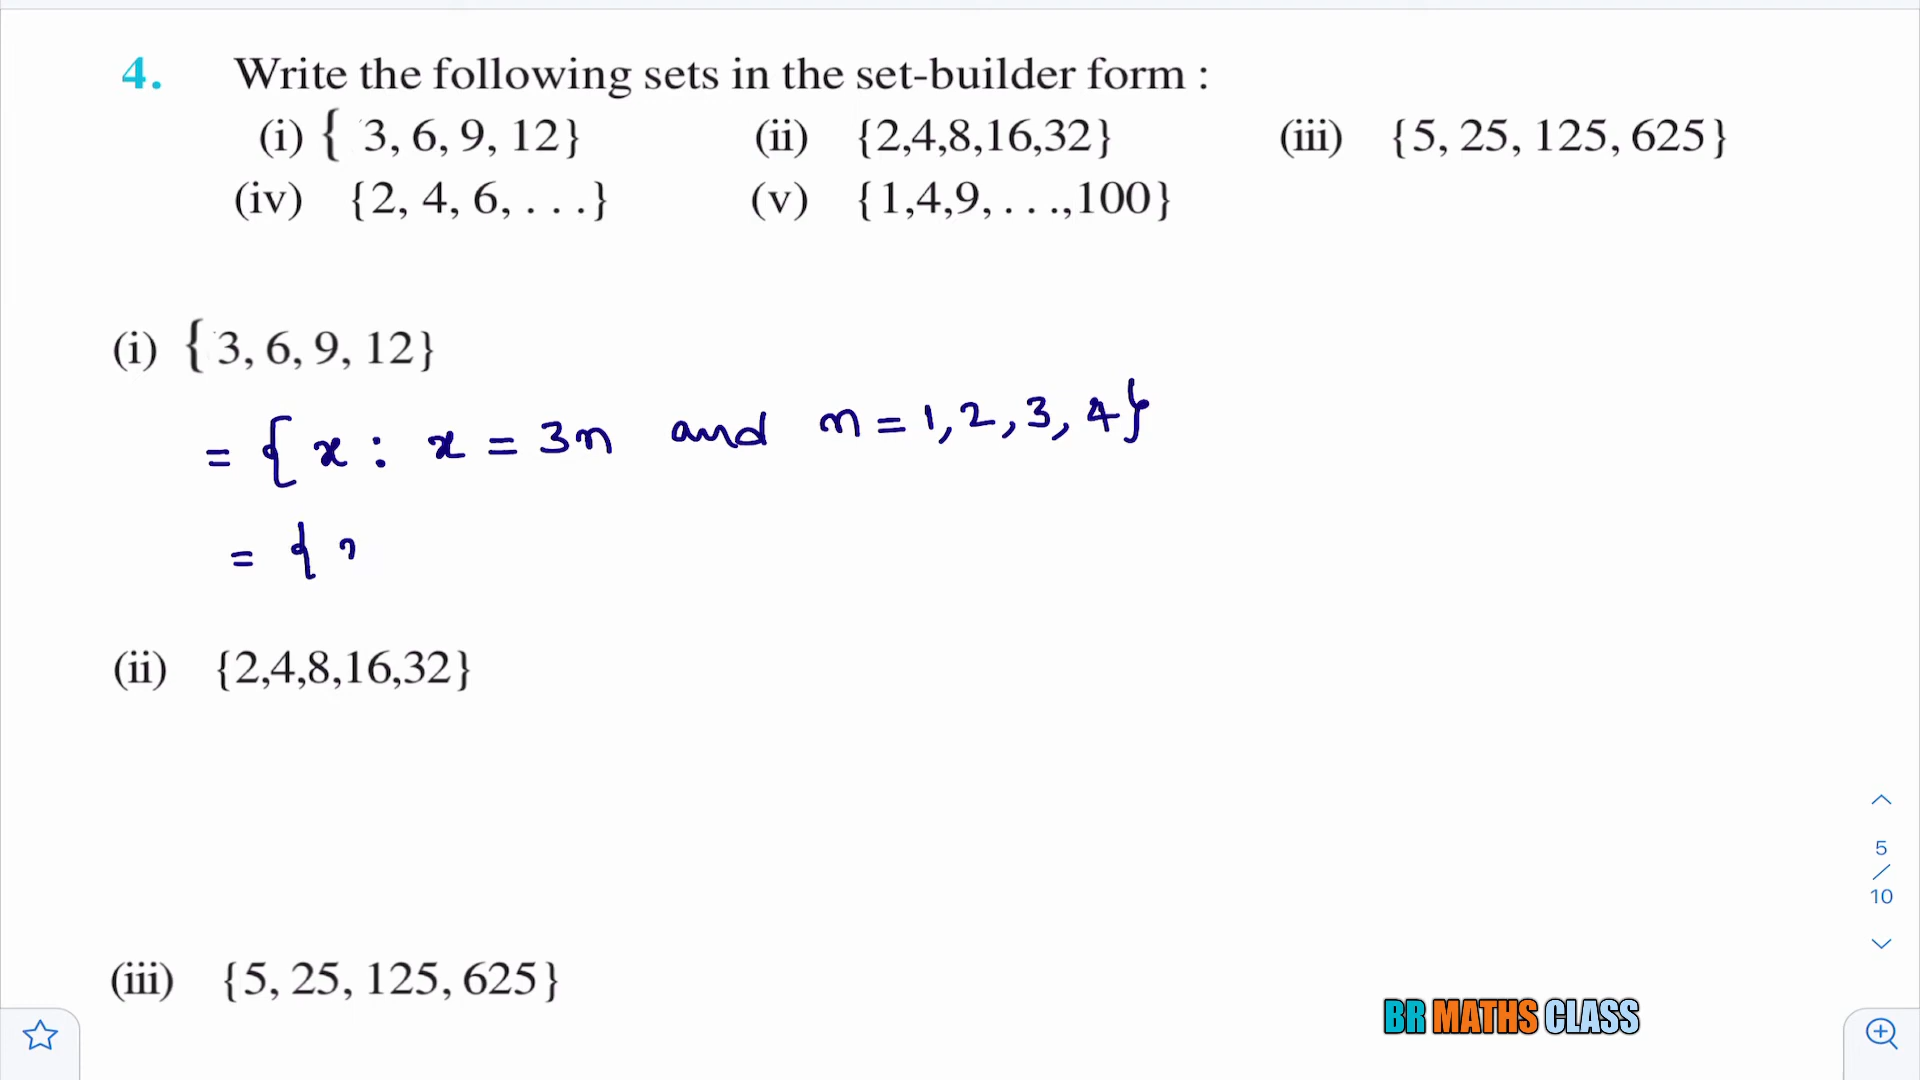 4. Write the following sets in the set-builder form :
(i) { 3, 6, 9, 12} (ii) {2,4,8,16,32} (iii) {5, 25, 125, 625}
(iv) {2, 4, 6, . . .} (v) {1,4,9, . . .,100}
(i) { 3, 6, 9, 12}
= { x : x = 3n and n = 1, 2, 3, 4}
= {
(ii) {2,4,8,16,32}
5
/
10
(iii) {5, 25, 125, 625}
BR MATHS CLASS